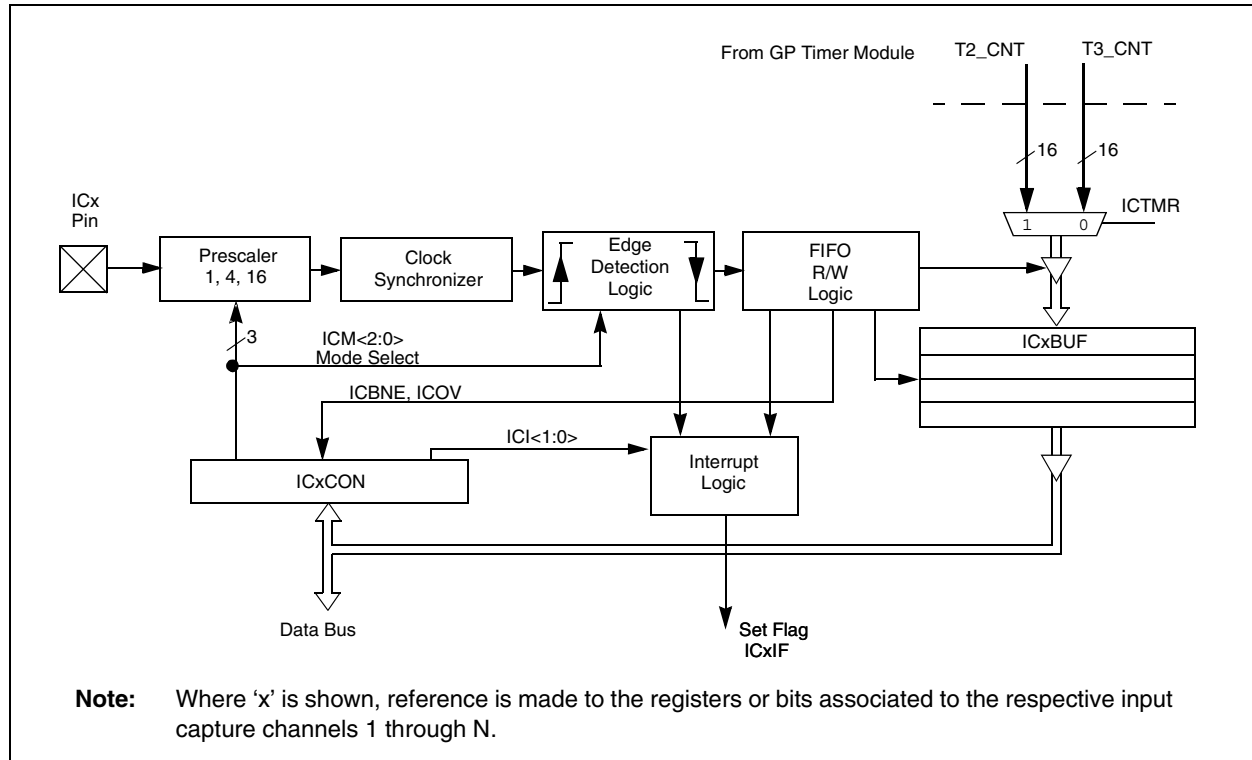 From GP Timer Module
T2_CNT
T3_CNT
16
16
ICx
Pin
1
0
ICTMR
Prescaler
1, 4, 16
Clock
Synchronizer
Edge
Detection
Logic
FIFO
R/W
Logic
3
ICM<2:0>
Mode Select
ICxBUF
ICBNE, ICOV
ICI<1:0>
ICxCON
Interrupt
Logic
Data Bus
Set Flag
ICxIF
Note: Where ‘x’ is shown, reference is made to the registers or bits associated to the respective input
capture channels 1 through N.